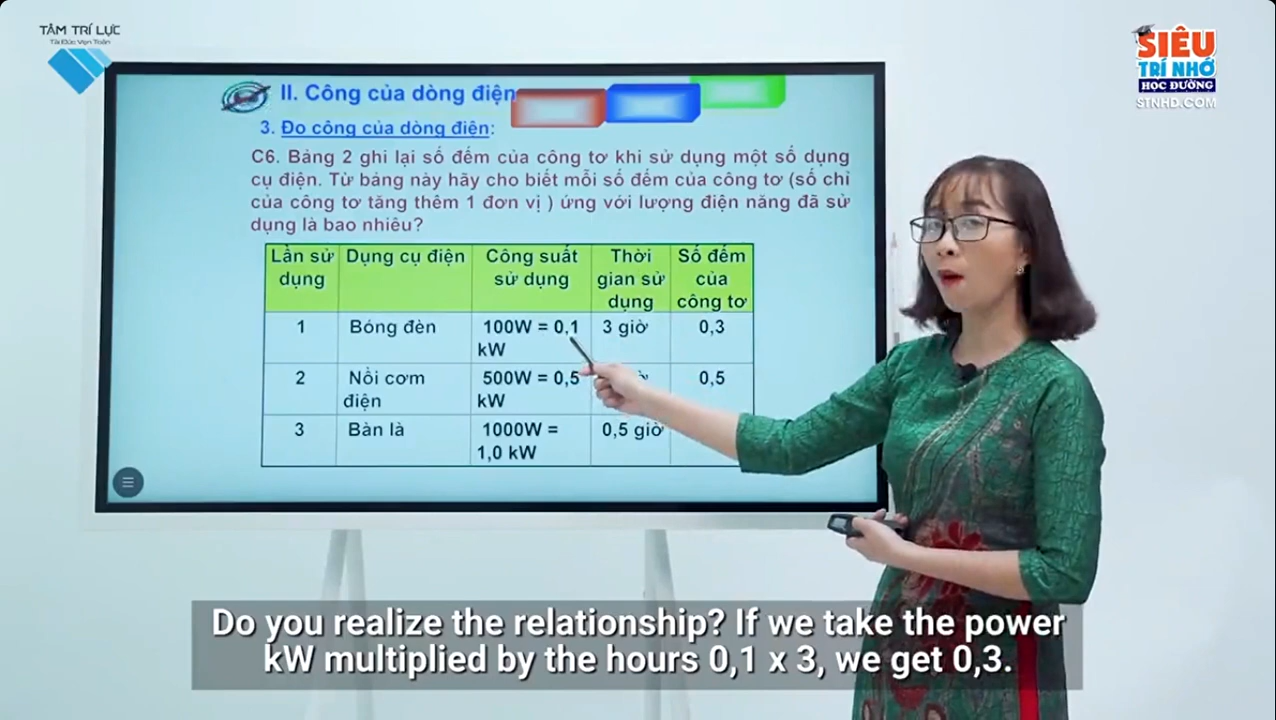 TÂM TRÍ LỰC
Tài Đức Vẹn Toàn
SIÊU
TRÍ NHỚ
HỌC ĐƯỜNG
STNHD.COM
II. Công của dòng điện
3. Đo công của dòng điện:
C6. Bảng 2 ghi lại số đếm của công tơ khi sử dụng một số dụng
cụ điện. Từ bảng này hãy cho biết mỗi số đếm của công tơ (số chỉ
của công tơ tăng thêm 1 đơn vị ) ứng với lượng điện năng đã sử
dụng là bao nhiêu?
Lần sử dụng Dụng cụ điện Công suất sử dụng Thời gian sử dụng Số đếm của công tơ
1 Bóng đèn 100W = 0,1 kW 3 giờ 0,3
2 Nồi cơm điện 500W = 0,5 kW 0,5
3 Bàn là 1000W = 1,0 kW 0,5 giờ
Do you realize the relationship? If we take the power
kW multiplied by the hours 0,1 x 3, we get 0,3.